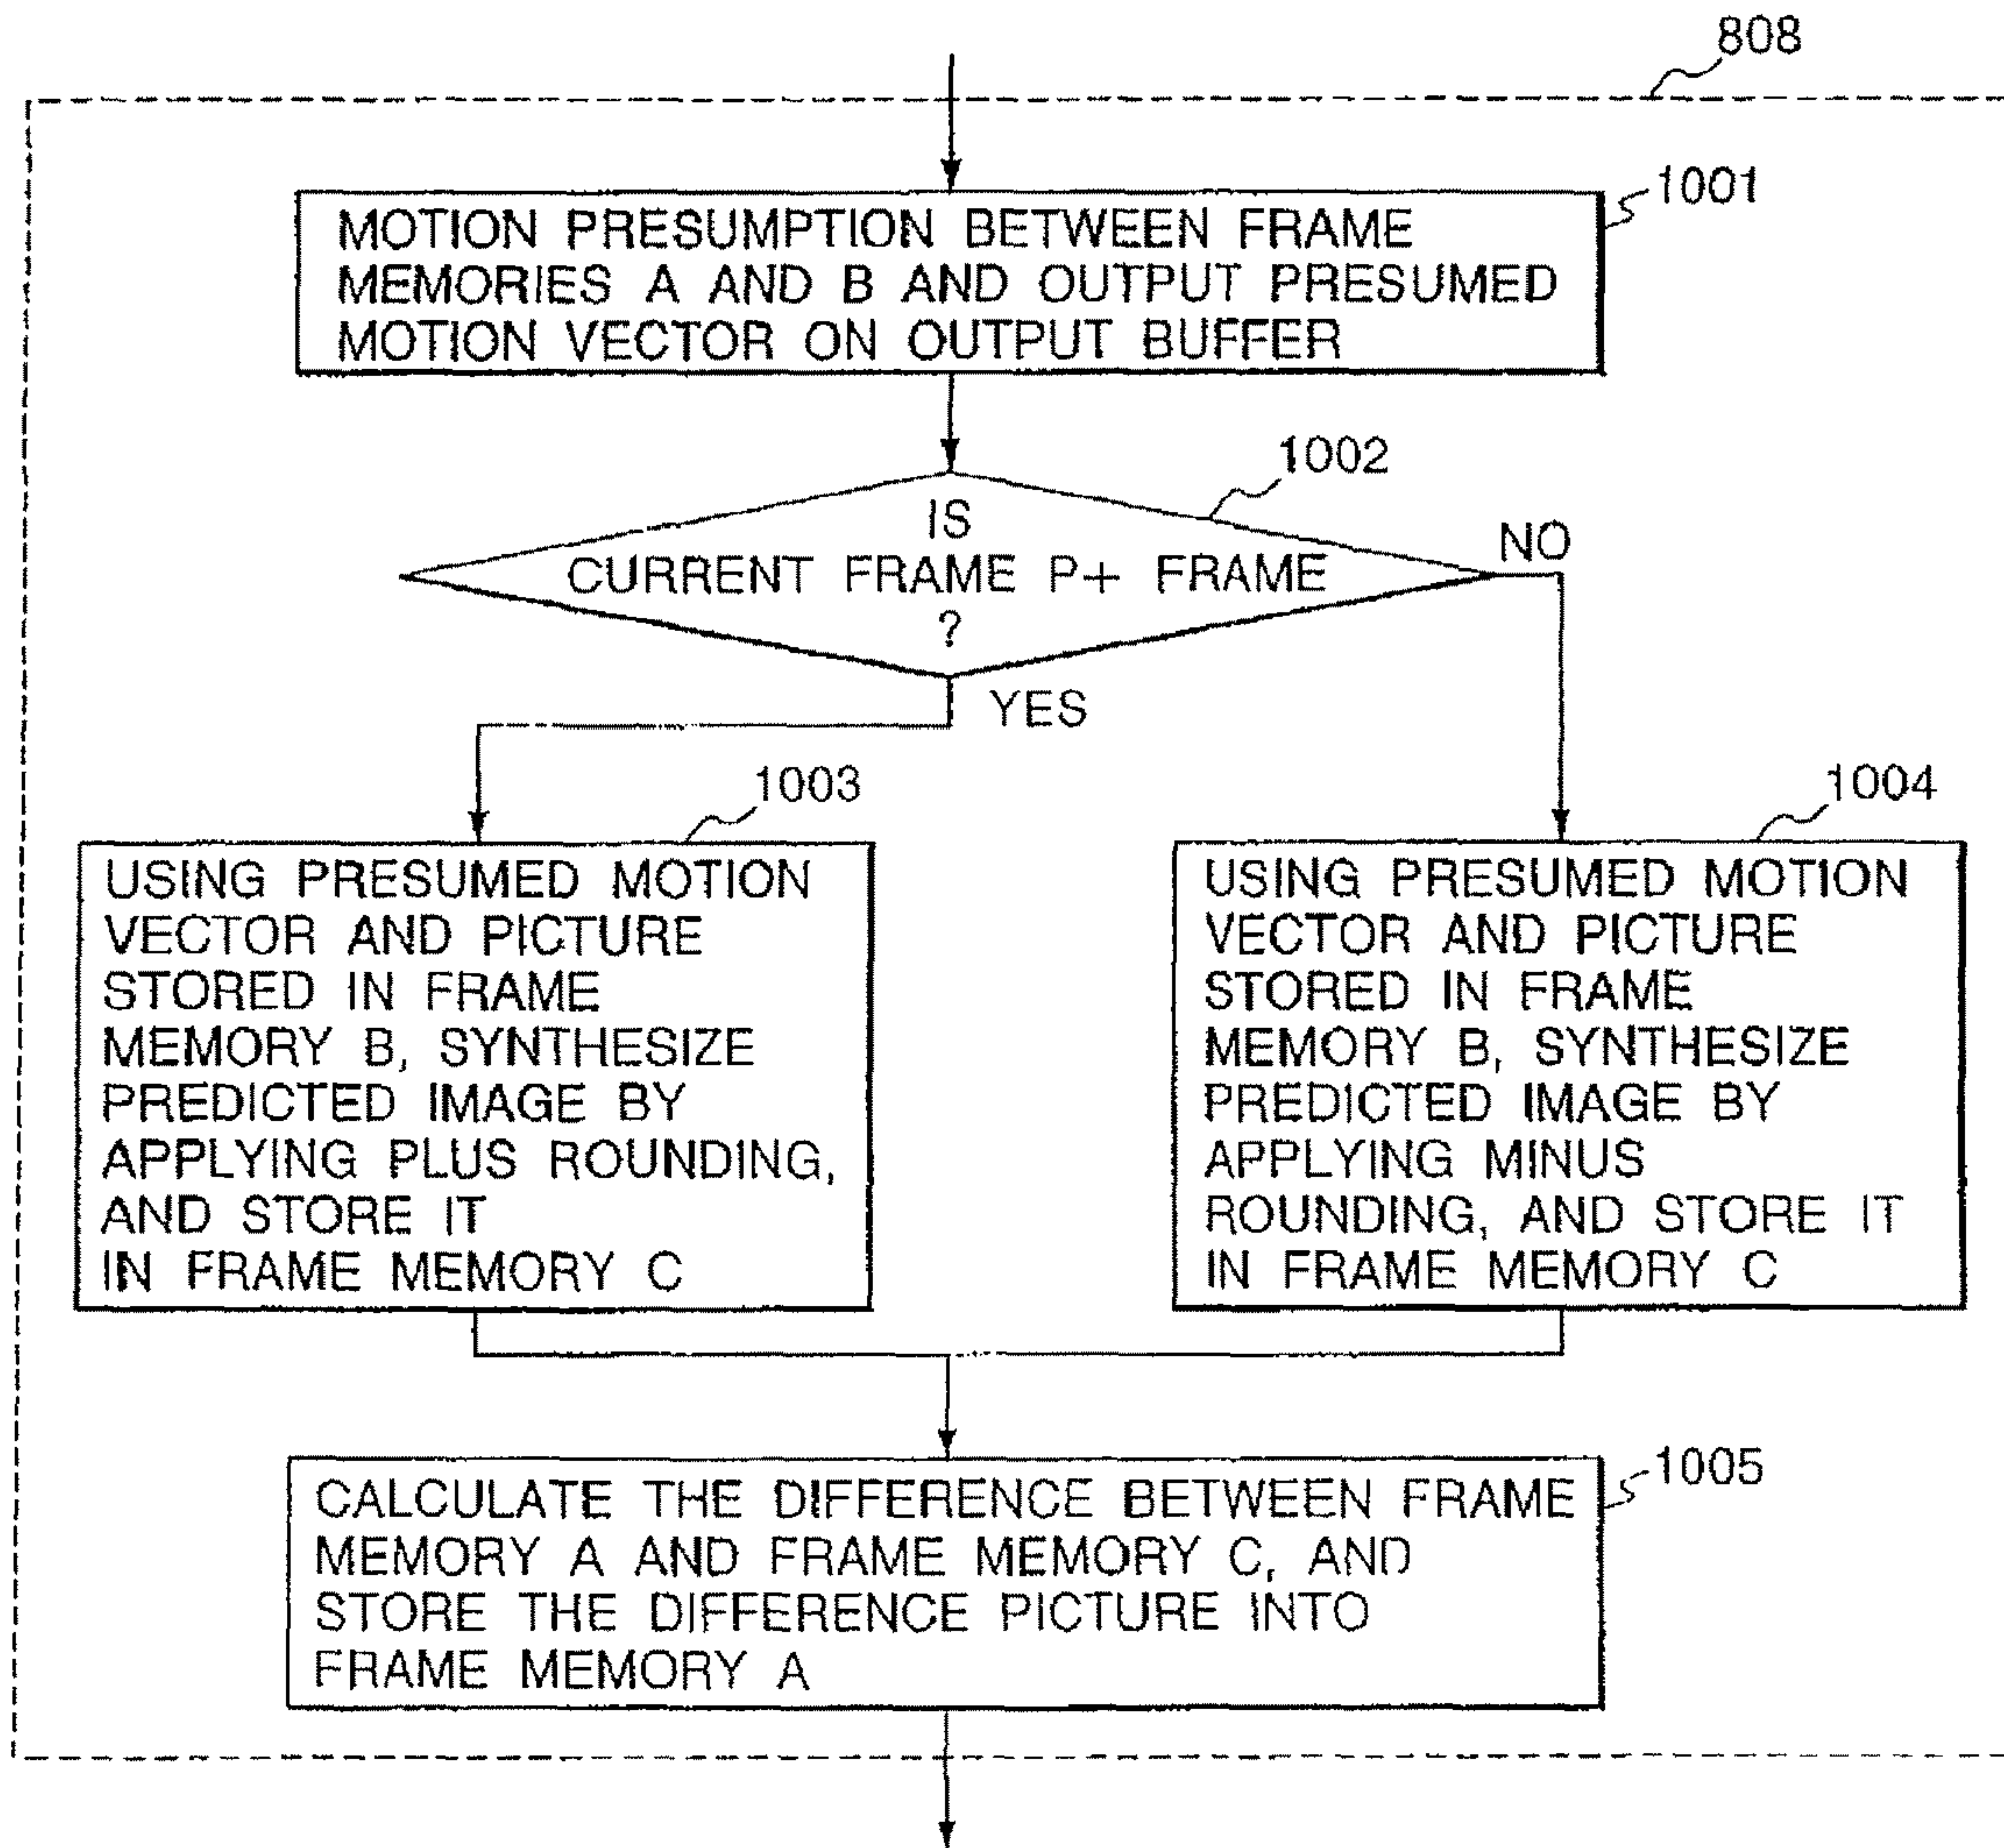 808
1001
MOTION PRESUMPTION BETWEEN FRAME
MEMORIES A AND B AND OUTPUT PRESUMED
MOTION VECTOR ON OUTPUT BUFFER
1002
IS
CURRENT FRAME P+ FRAME
?
NO
YES
1003
USING PRESUMED MOTION
VECTOR AND PICTURE
STORED IN FRAME
MEMORY B, SYNTHESIZE
PREDICTED IMAGE BY
APPLYING PLUS ROUNDING,
AND STORE IT
IN FRAME MEMORY C
1004
USING PRESUMED MOTION
VECTOR AND PICTURE
STORED IN FRAME
MEMORY B, SYNTHESIZE
PREDICTED IMAGE BY
APPLYING MINUS
ROUNDING, AND STORE IT
IN FRAME MEMORY C
1005
CALCULATE THE DIFFERENCE BETWEEN FRAME
MEMORY A AND FRAME MEMORY C, AND
STORE THE DIFFERENCE PICTURE INTO
FRAME MEMORY A